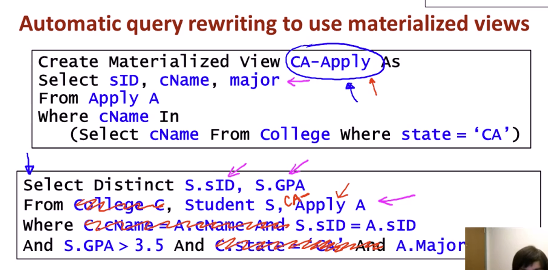 Automatic query rewriting to use materialized views
Create Materialized View CA-Apply As
Select sID, cName, major
From Apply A
Where cName In
(Select cName From College Where state = ‘CA’)
Select Distinct S.sID, S.GPA
From College C, Student S, CA- Apply A
Where C.cName = A.cName And S.sID = A.sID
And S.GPA > 3.5 And C.state = ‘CA’ And A.Major